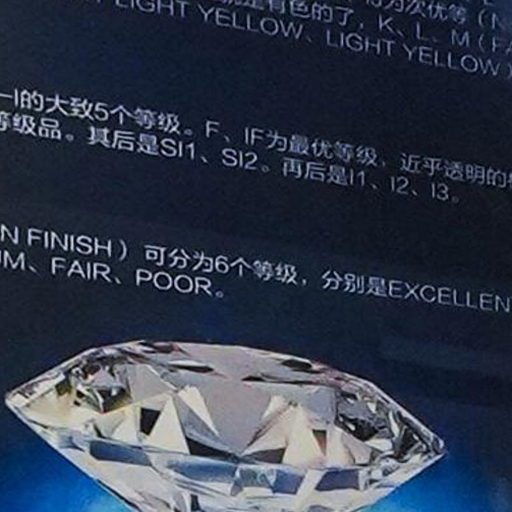 有色的了，K、L、M（FA
LIGHT YELLOW、LIGHT YELLOW）
—I的大致5个等级。F、IF为最优等级，近乎透明的
等级品。其后是SI1、SI2。再后是I1、I2、I3。
N FINISH）可分为6个等级，分别是EXCELLEN
UM、FAIR、POOR。